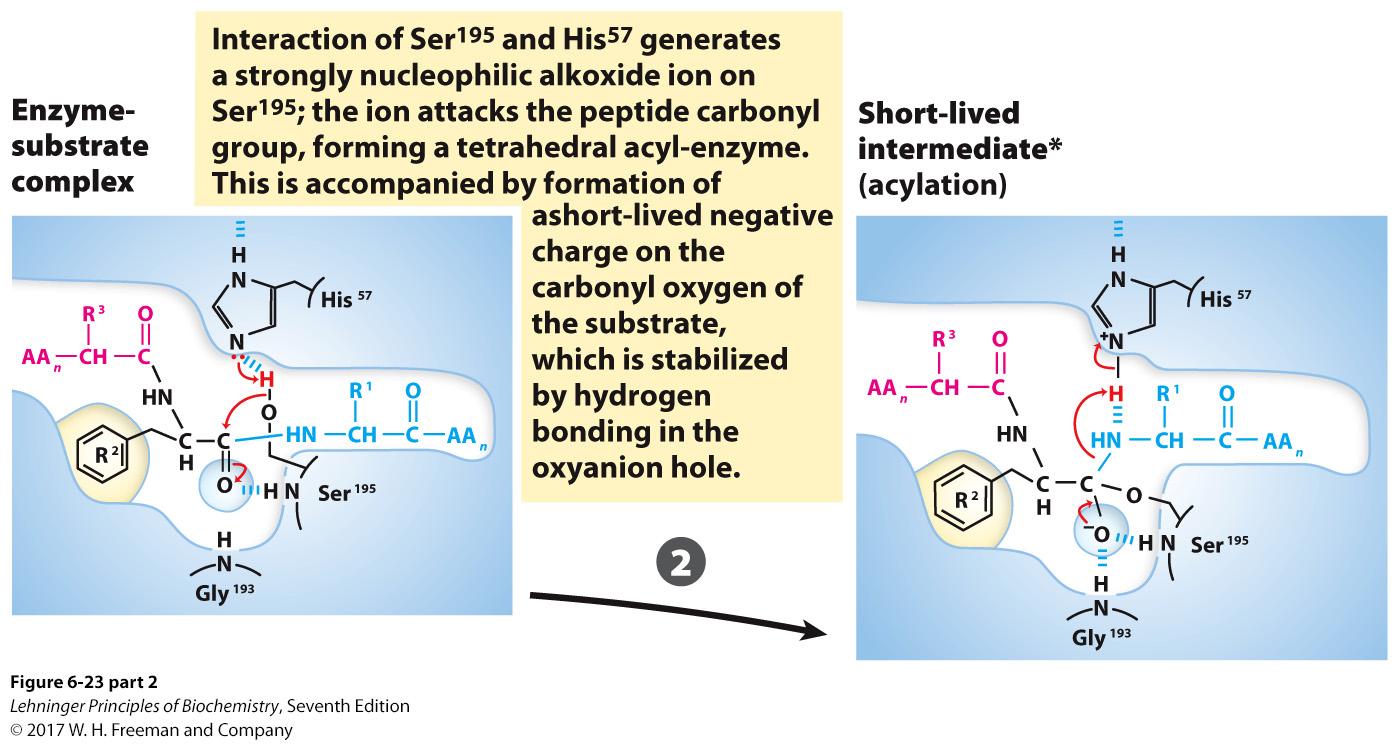 Interaction of Ser195 and His57 generates
a strongly nucleophilic alkoxide ion on
Ser195; the ion attacks the peptide carbonyl
group, forming a tetrahedral acyl-enzyme.
This is accompanied by formation of
ashort-lived negative
charge on the
carbonyl oxygen of
the substrate,
which is stabilized
by hydrogen
bonding in the
oxyanion hole.
Enzyme-
substrate
complex
H
N
His 57
N
R3 O
AA n CH C
H
HN
O
R1 O
HN CH C AA n
R2
C C
H
O H N Ser 195
H
N
Gly 193
2
Short-lived
intermediate*
(acylation)
H
N
His 57
+N
R3 O
AA n CH C
H
R1 O
HN
HN CH C AA n
R2
C C O
H
−O H N Ser 195
H
N
Gly 193
Figure 6-23 part 2
Lehninger Principles of Biochemistry, Seventh Edition
© 2017 W. H. Freeman and Company